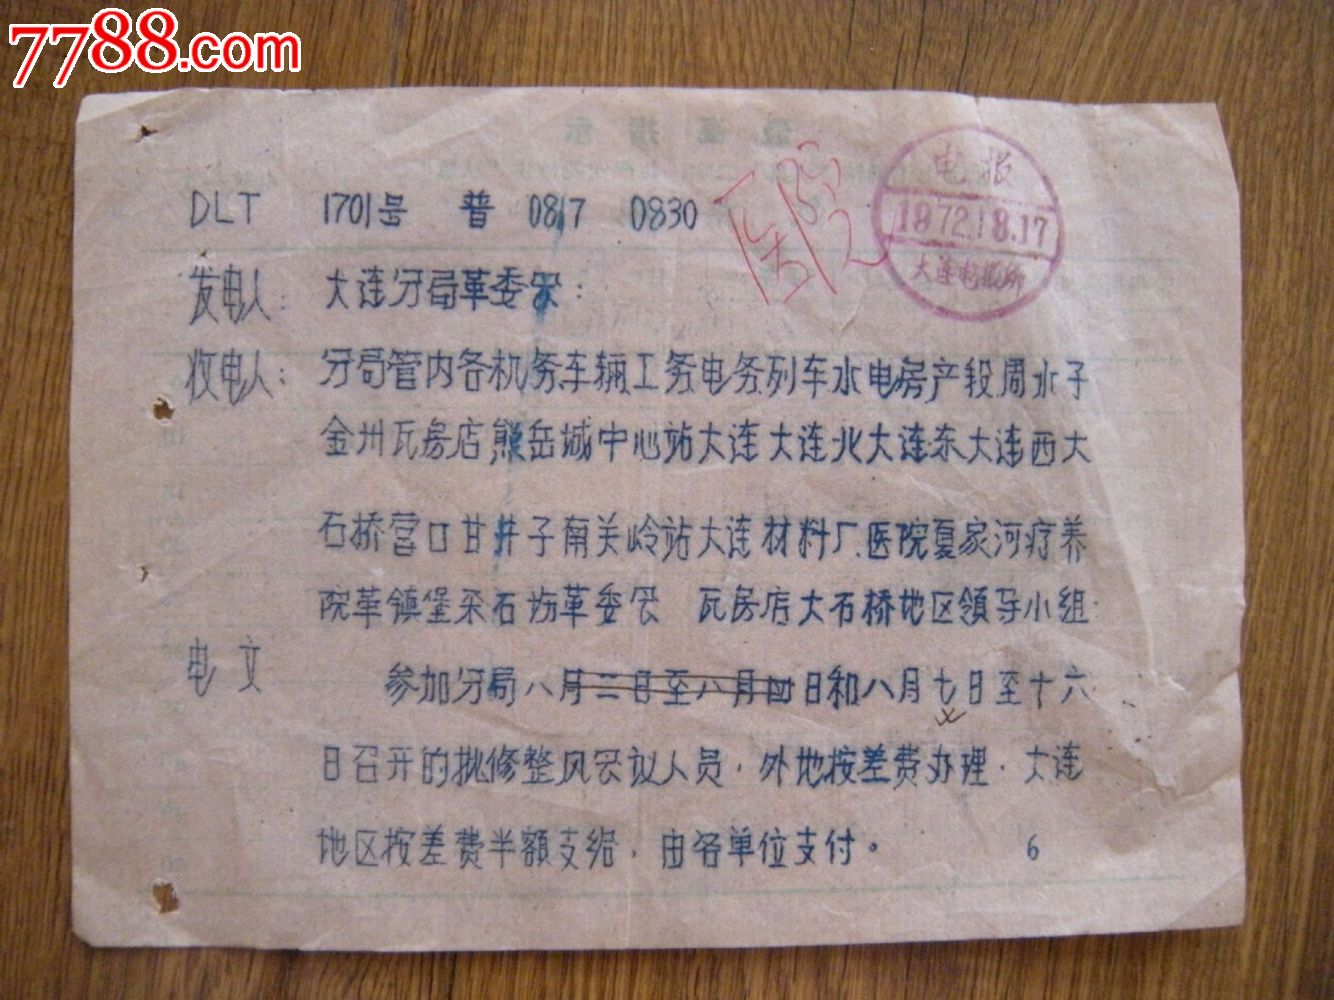 7788.com
DLT 1701号 普 0817 0830
医院
电报
1972.8.17
大连电报所
发电人: 大连分局革委会:
收电人: 分局管内各机务车辆工务电务列车水电房产段周水子
金州瓦房店熊岳城中心站大连大连北大连东大连西大
石桥营口甘井子南关岭站大连材料厂医院夏家河疗养
院革镇堡采石场革委会 瓦房店大石桥地区领导小组
电文 参加分局八月二日至八月四日和八月七日至十六
日召开的批修整风会议人员,外地按差费办理.大连
地区按差费半额支给,由各单位支付。 6